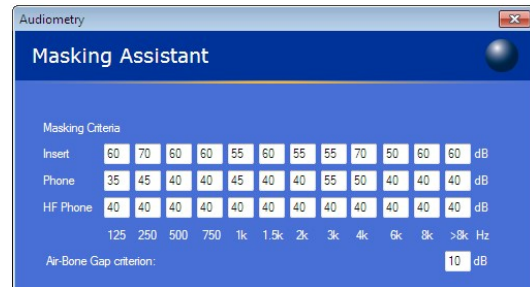 Audiometry
Masking Assistant
Masking Criteria
Insert 60 70 60 60 55 60 55 55 70 50 60 60 dB
Phone 35 45 40 40 45 40 40 55 50 40 40 40 dB
HF Phone 40 40 40 40 40 40 40 40 40 40 40 40 dB
125 250 500 750 1k 1.5k 2k 3k 4k 6k 8k >8k Hz
Air-Bone Gap criterion: 10 dB